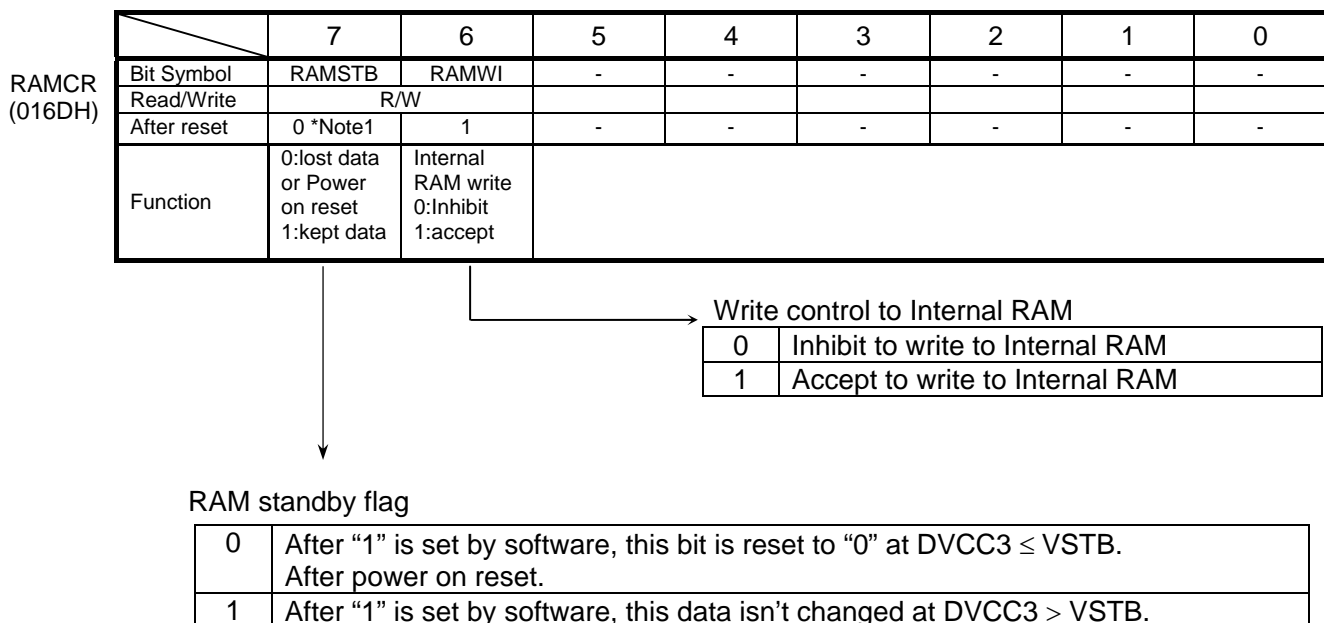 7 6 5 4 3 2 1 0
RAMCR
(016DH)
Bit Symbol RAMSTB RAMWI - - - - - -
Read/Write R/W
After reset 0 *Note1 1 - - - - - -
Function
0:lost data
or Power
on reset
1:kept data
Internal
RAM write
0:Inhibit
1:accept
Write control to Internal RAM
0 Inhibit to write to Internal RAM
1 Accept to write to Internal RAM
RAM standby flag
0 After “1” is set by software, this bit is reset to “0” at DVCC3 ≤ VSTB.
After power on reset.
1 After “1” is set by software, this data isn't changed at DVCC3 > VSTB.